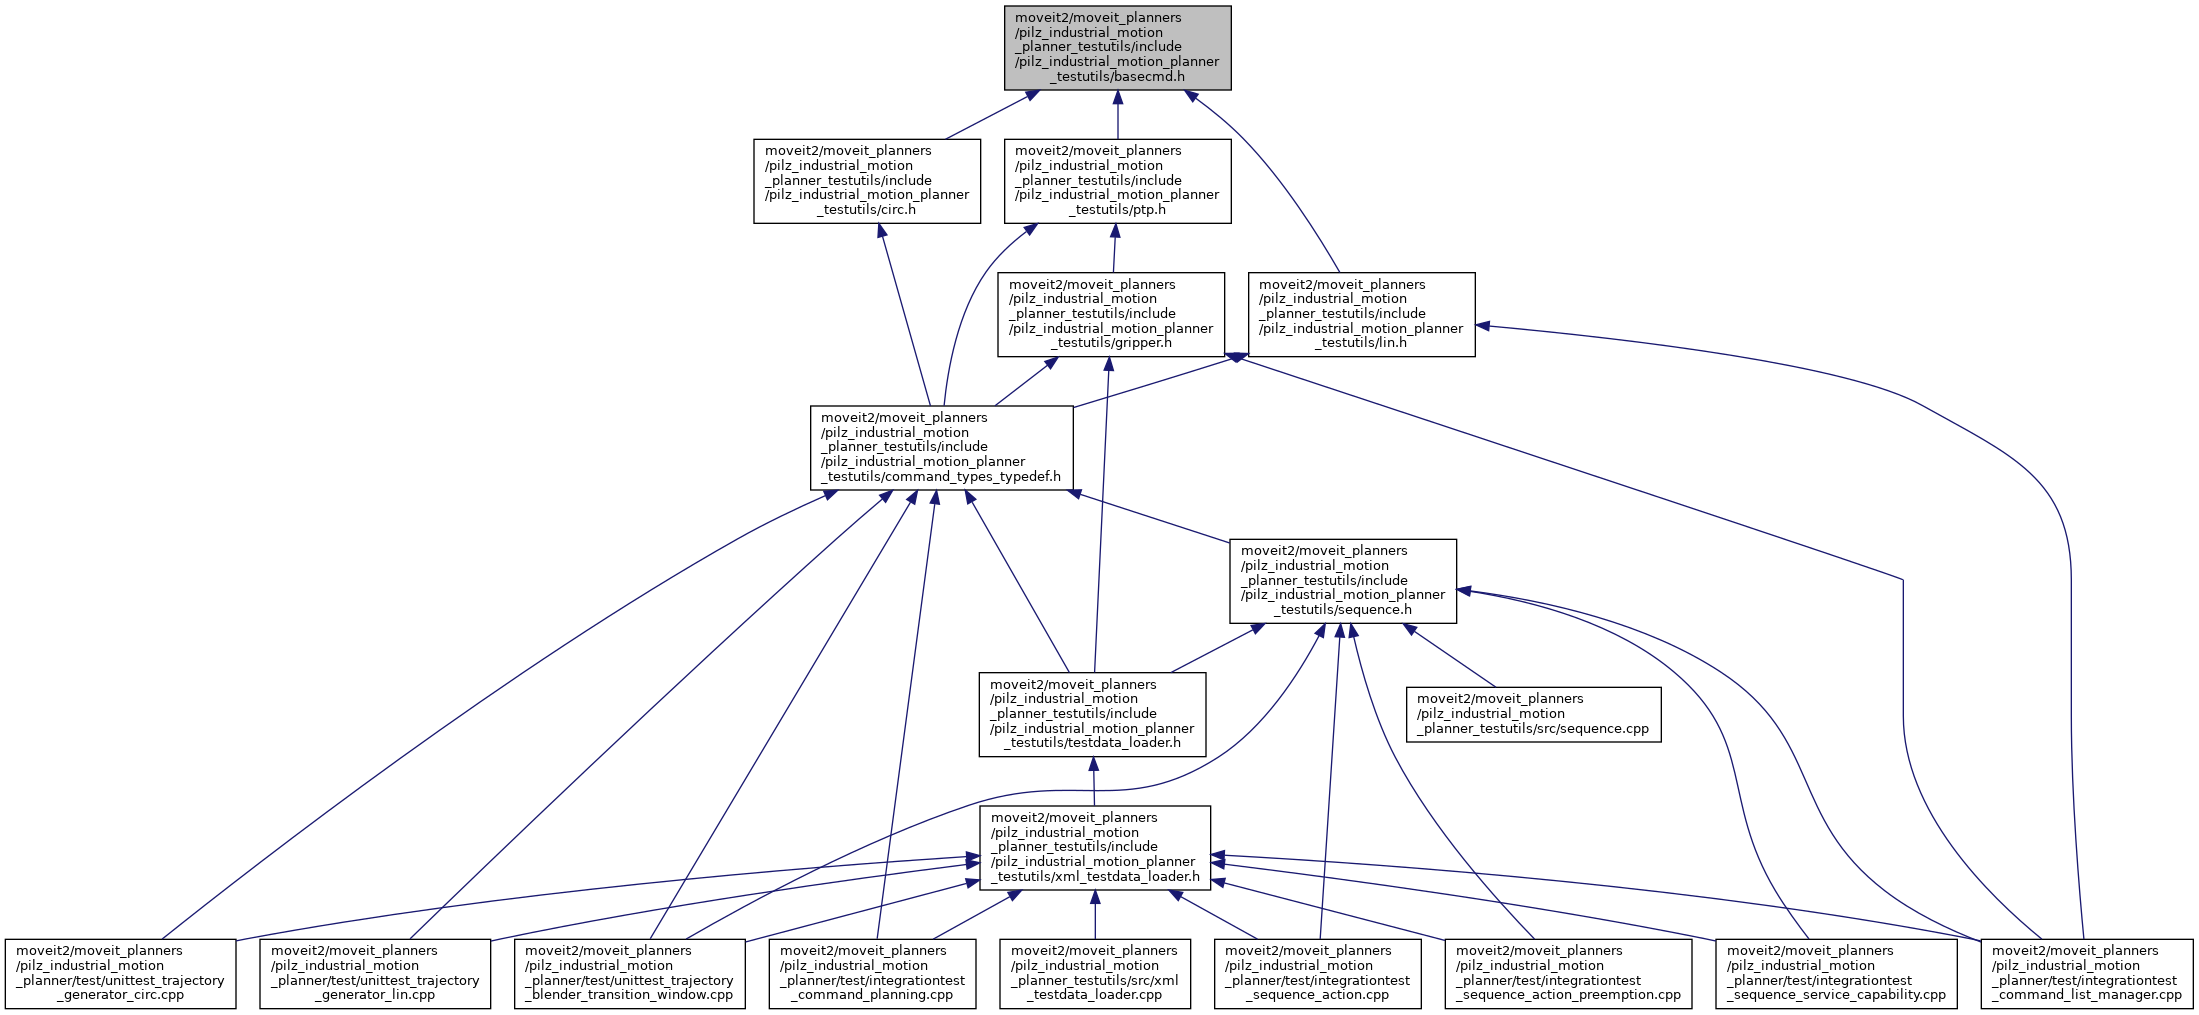 moveit2/moveit_planners
/pilz_industrial_motion
_planner_testutils/include
/pilz_industrial_motion_planner
_testutils/basecmd.h
moveit2/moveit_planners
/pilz_industrial_motion
_planner_testutils/include
/pilz_industrial_motion_planner
_testutils/circ.h
moveit2/moveit_planners
/pilz_industrial_motion
_planner_testutils/include
/pilz_industrial_motion_planner
_testutils/ptp.h
moveit2/moveit_planners
/pilz_industrial_motion
_planner_testutils/include
/pilz_industrial_motion_planner
_testutils/gripper.h
moveit2/moveit_planners
/pilz_industrial_motion
_planner_testutils/include
/pilz_industrial_motion_planner
_testutils/lin.h
moveit2/moveit_planners
/pilz_industrial_motion
_planner_testutils/include
/pilz_industrial_motion_planner
_testutils/command_types_typedef.h
moveit2/moveit_planners
/pilz_industrial_motion
_planner_testutils/include
/pilz_industrial_motion_planner
_testutils/sequence.h
moveit2/moveit_planners
/pilz_industrial_motion
_planner_testutils/include
/pilz_industrial_motion_planner
_testutils/testdata_loader.h
moveit2/moveit_planners
/pilz_industrial_motion
_planner_testutils/src/sequence.cpp
moveit2/moveit_planners
/pilz_industrial_motion
_planner_testutils/include
/pilz_industrial_motion_planner
_testutils/xml_testdata_loader.h
moveit2/moveit_planners
/pilz_industrial_motion
_planner/test/unittest_trajectory
_generator_circ.cpp
moveit2/moveit_planners
/pilz_industrial_motion
_planner/test/unittest_trajectory
_generator_lin.cpp
moveit2/moveit_planners
/pilz_industrial_motion
_planner/test/unittest_trajectory
_blender_transition_window.cpp
moveit2/moveit_planners
/pilz_industrial_motion
_planner/test/integrationtest
_command_planning.cpp
moveit2/moveit_planners
/pilz_industrial_motion
_planner_testutils/src/xml
_testdata_loader.cpp
moveit2/moveit_planners
/pilz_industrial_motion
_planner/test/integrationtest
_sequence_action.cpp
moveit2/moveit_planners
/pilz_industrial_motion
_planner/test/integrationtest
_sequence_action_preemption.cpp
moveit2/moveit_planners
/pilz_industrial_motion
_planner/test/integrationtest
_sequence_service_capability.cpp
moveit2/moveit_planners
/pilz_industrial_motion
_planner/test/integrationtest
_command_list_manager.cpp